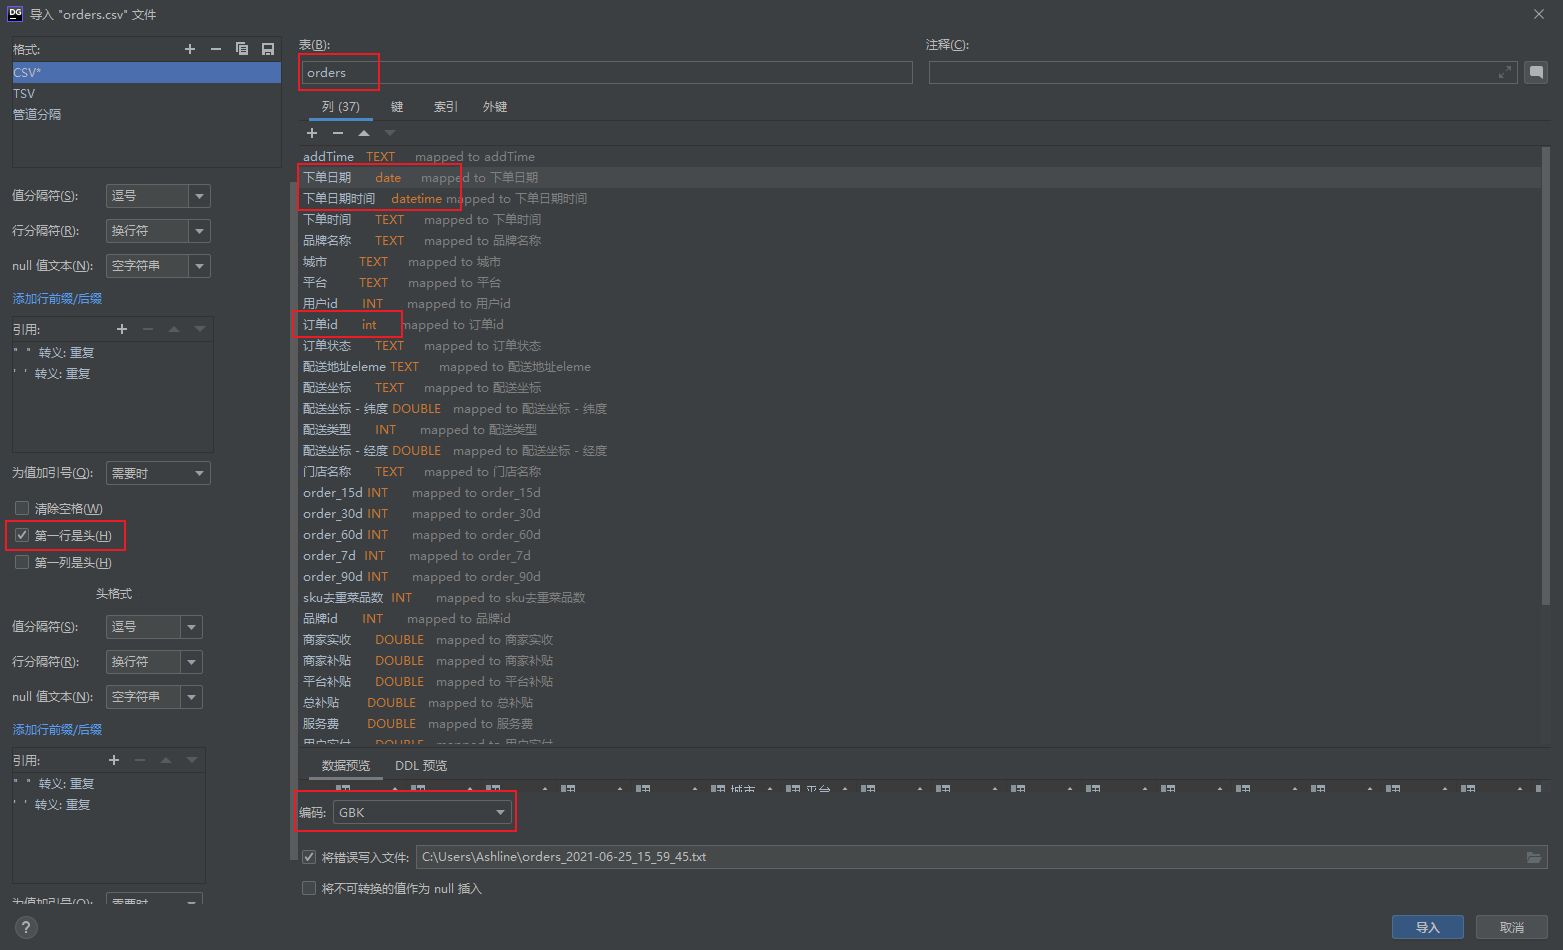 DG 导入 "orders.csv" 文件
格式:
CSV*
TSV
管道分隔
值分隔符(S): 逗号
行分隔符(R): 换行符
null 值文本(N): 空字符串
添加行前缀/后缀
引用:
" " 转义: 重复
' ' 转义: 重复
为值加引号(Q): 需要时
清除空格(W)
第一行是头(H)
第一列是头(H)
头格式
值分隔符(S): 逗号
行分隔符(R): 换行符
null 值文本(N): 空字符串
添加行前缀/后缀
引用:
" " 转义: 重复
' ' 转义: 重复
为值加引号(Q): 需要时
表(B):
注释(C):
orders
列 (37) 键 索引 外键
addTime TEXT mapped to addTime
下单日期 date mapped to 下单日期
下单日期时间 datetime mapped to 下单日期时间
下单时间 TEXT mapped to 下单时间
品牌名称 TEXT mapped to 品牌名称
城市 TEXT mapped to 城市
平台 TEXT mapped to 平台
用户id INT mapped to 用户id
订单id int mapped to 订单id
订单状态 TEXT mapped to 订单状态
配送地址eleme TEXT mapped to 配送地址eleme
配送坐标 TEXT mapped to 配送坐标
配送坐标 - 纬度 DOUBLE mapped to 配送坐标 - 纬度
配送类型 INT mapped to 配送类型
配送坐标 - 经度 DOUBLE mapped to 配送坐标 - 经度
门店名称 TEXT mapped to 门店名称
order_15d INT mapped to order_15d
order_30d INT mapped to order_30d
order_60d INT mapped to order_60d
order_7d INT mapped to order_7d
order_90d INT mapped to order_90d
sku去重菜品数 INT mapped to sku去重菜品数
品牌id INT mapped to 品牌id
商家实收 DOUBLE mapped to 商家实收
商家补贴 DOUBLE mapped to 商家补贴
平台补贴 DOUBLE mapped to 平台补贴
总补贴 DOUBLE mapped to 总补贴
服务费 DOUBLE mapped to 服务费
用户实付 DOUBLE mapped to 用户实付
数据预览 DDL 预览
城市 平台
编码: GBK
将错误写入文件: C:\Users\Ashline\orders_2021-06-25_15_59_45.txt
将不可转换的值作为 null 插入
? 导入 取消